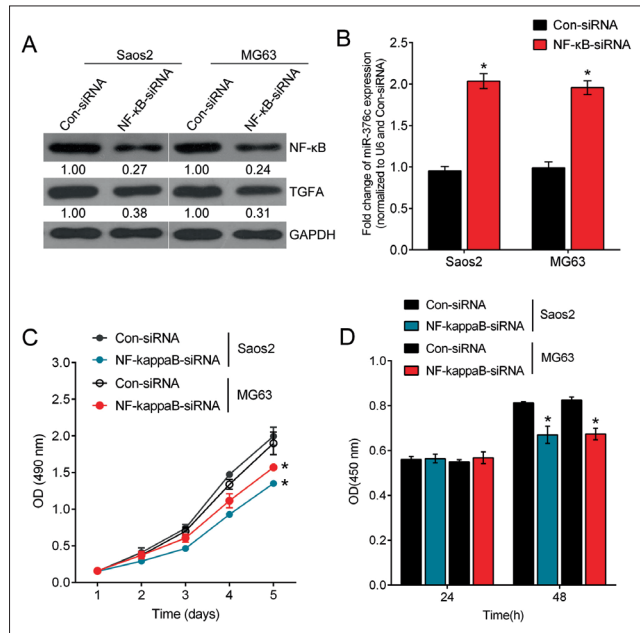 A
Saos2
MG63
Con-siRNA
NF-κB-siRNA
Con-siRNA
NF-κB-siRNA
NF-κB
1.00 0.27 1.00 0.24
TGFA
1.00 0.38 1.00 0.31
GAPDH
B
Con-siRNA
NF-κB-siRNA
Fold change of miR-376c expression
(normalized to U6 and Con-siRNA)
2.5
2.0
1.5
1.0
0.5
0.0
*
*
Saos2
MG63
C
Con-siRNA
NF-kappaB-siRNA
Saos2
Con-siRNA
NF-kappaB-siRNA
MG63
OD (490 nm)
3.0
2.5
2.0
1.5
1.0
0.5
0.0
*
*
1 2 3 4 5
Time (days)
D
Con-siRNA
NF-kappaB-siRNA
Saos2
Con-siRNA
NF-kappaB-siRNA
MG63
OD(450 nm)
1.0
0.8
0.6
0.4
0.2
0.0
*
*
24 48
Time(h)